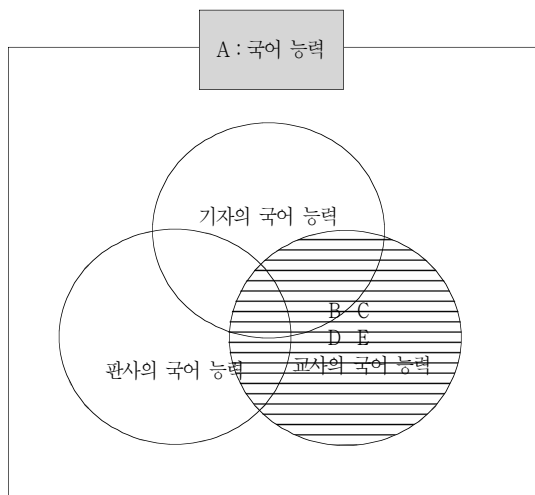 A : 국어 능력
기자의 국어 능력
B C
D E
판사의 국어 능력
교사의 국어 능력